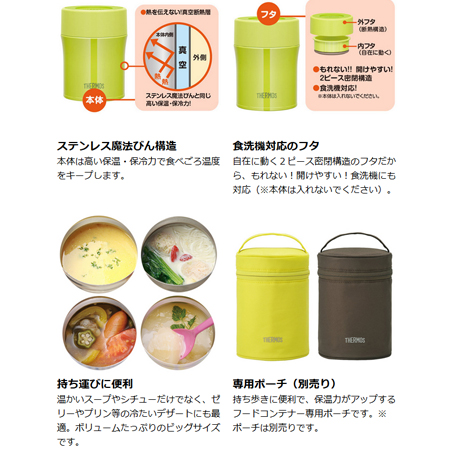 ●熱を伝えない!真空断熱層
本体内側
真空
外側
熱
熱
THERMOS
ステンレス魔法びんと同じ
高い保温・保冷力!
本体
フタ
外フタ
(断熱構造)
内フタ
(自在に動く)
THERMOS
●もれない!!開けやすい!
2ピース密閉構造
●食洗機対応!
※本体は入れないでください。
ステンレス魔法びん構造
本体は高い保温・保冷力で食べごろ温度
をキープします。
食洗機対応のフタ
自在に動く2ピース密閉構造のフタだか
ら、もれない!開けやすい!食洗機にも
対応(※本体は入れないでください)。
THERMOS
THERMOS
持ち運びに便利
温かいスープやシチューだけでなく、ゼ
リーやプリン等の冷たいデザートにも最
適。ボリュームたっぷりのビッグサイズ
です。
専用ポーチ(別売り)
持ち歩きに便利で、保温力がアップする
フードコンテナー専用ポーチです。※
ポーチは別売りです。